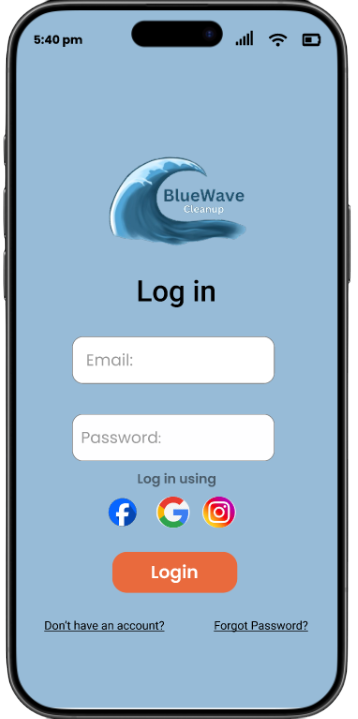 5:40 pm
BlueWave
Cleanup
Log in
Email:
Password:
Log in using
Login
Don't have an account? Forgot Password?